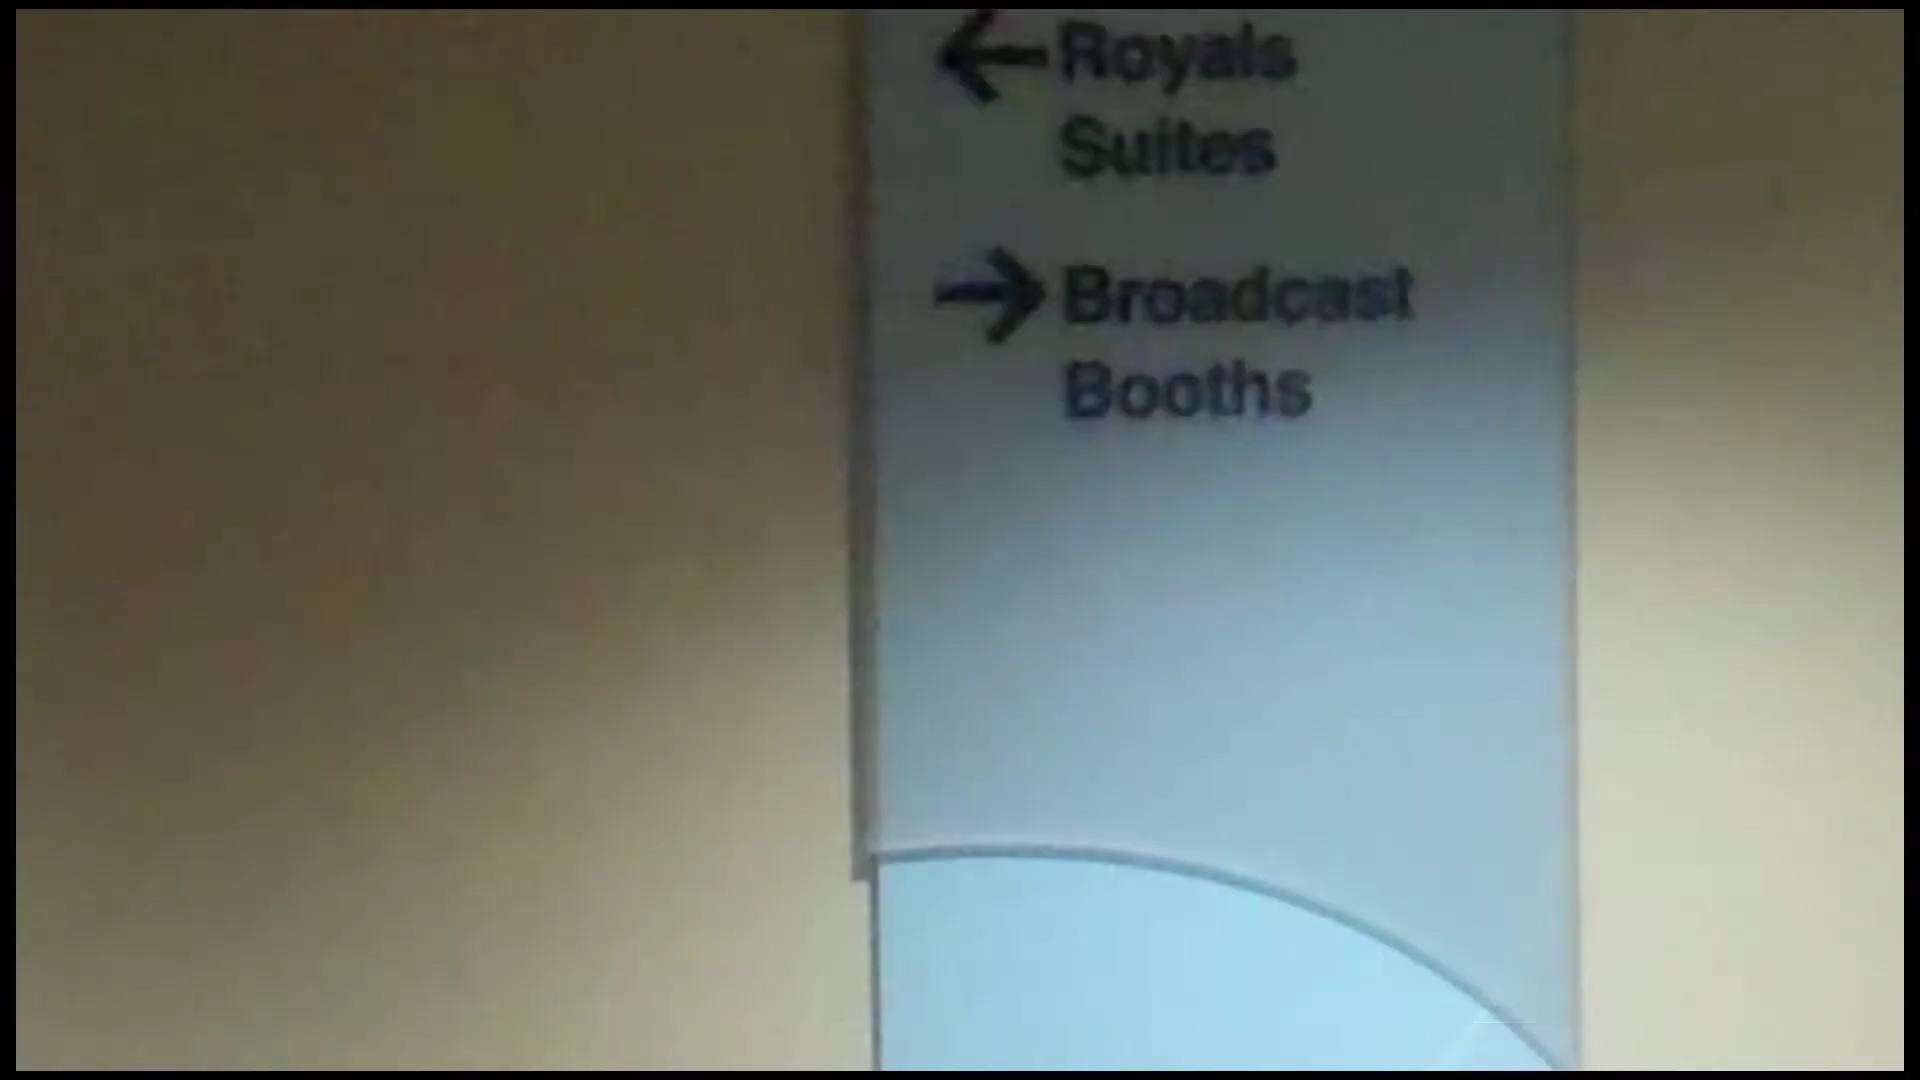 ← Royals
Suites
→ Broadcast
Booths